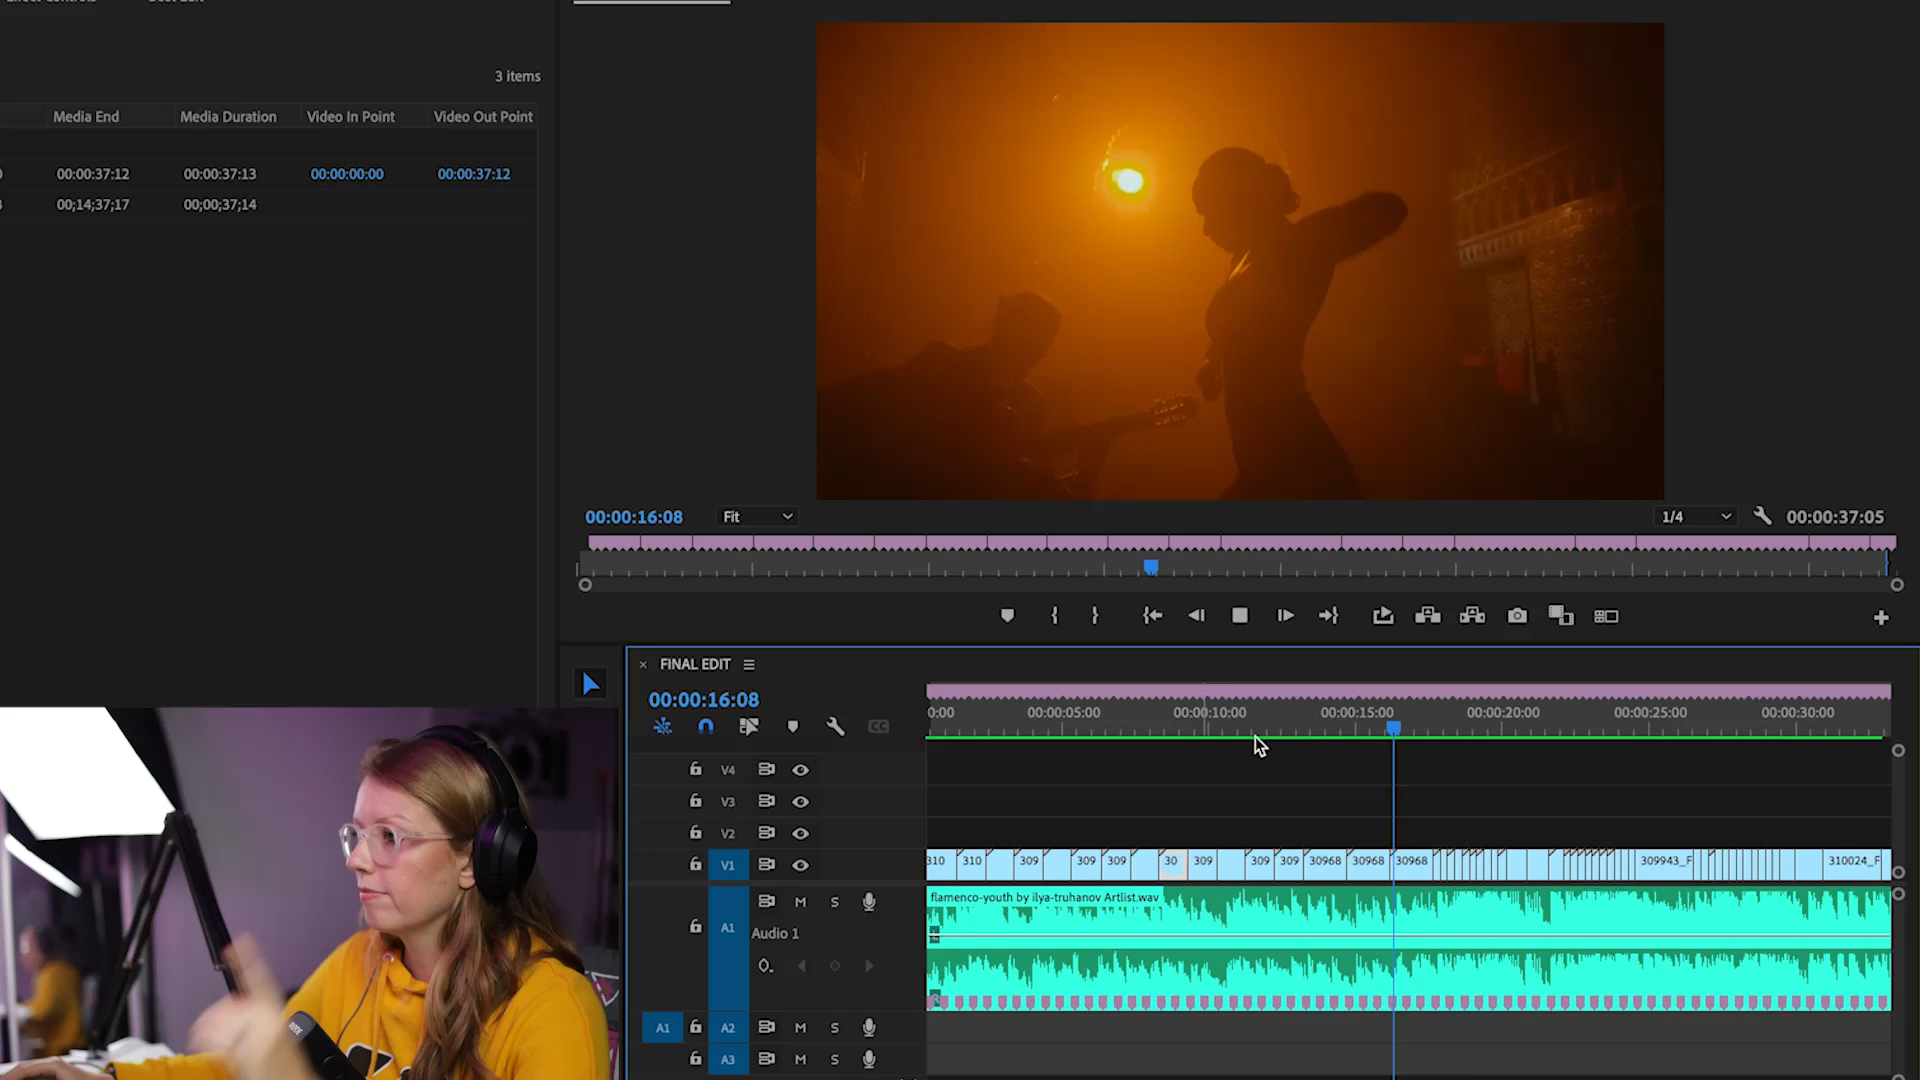 3 items
Media End Media Duration Video In Point Video Out Point
00:00:37:12 00:00:37:13 00:00:00:00 00:00:37:12
00;14;37;17 00;00;37;14
00:00:16:08 Fit 1/4 00:00:37:05
× FINAL EDIT
00:00:16:08
0:00 00:00:05:00 00:00:10:00 00:00:15:00 00:00:20:00 00:00:25:00 00:00:30:00
CC
V4
V3
V2
V1 310 310 309 309 309 30 309 309 309 30968 30968 30968 309943_F 310024_F
flamenco-youth by ilya-truhanov Artlist.wav
M S
A1
Audio 1
L
R
A1 A2 M S
A3 M S
RØDE